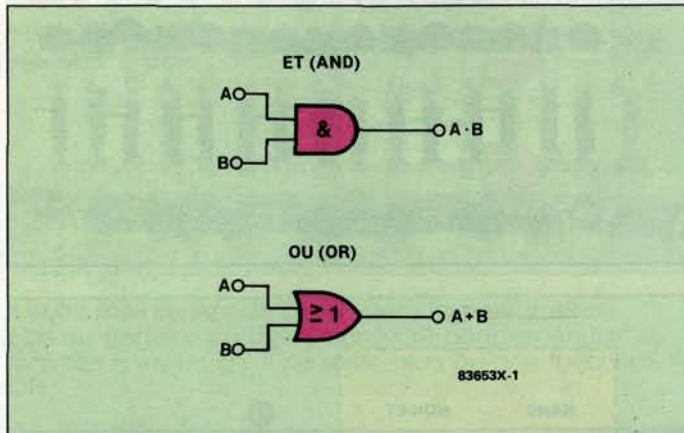 ET (AND)
A
&
A · B
B
OU (OR)
A
≥ 1
A + B
B
83653X-1